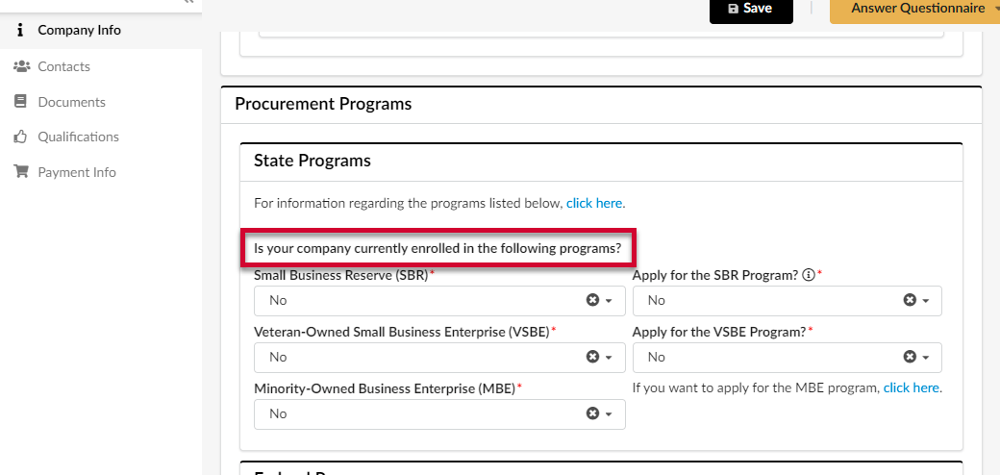 Save
Answer Questionnaire
Company Info
Contacts
Documents
Qualifications
Payment Info
Procurement Programs
State Programs
For information regarding the programs listed below, click here.
Is your company currently enrolled in the following programs?
Small Business Reserve (SBR)*
Apply for the SBR Program? *
No
No
Veteran-Owned Small Business Enterprise (VSBE)*
Apply for the VSBE Program?*
No
No
Minority-Owned Business Enterprise (MBE)*
If you want to apply for the MBE program, click here.
No